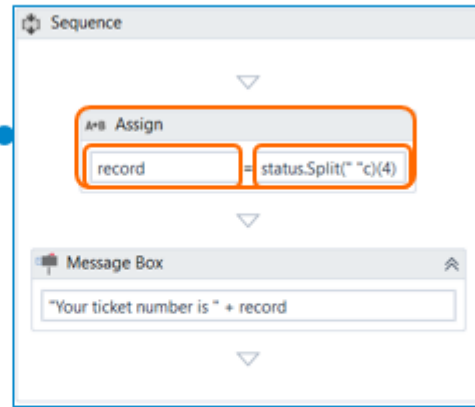 Sequence
A+B Assign
record = status.Split(" "c)(4)
Message Box
"Your ticket number is " + record